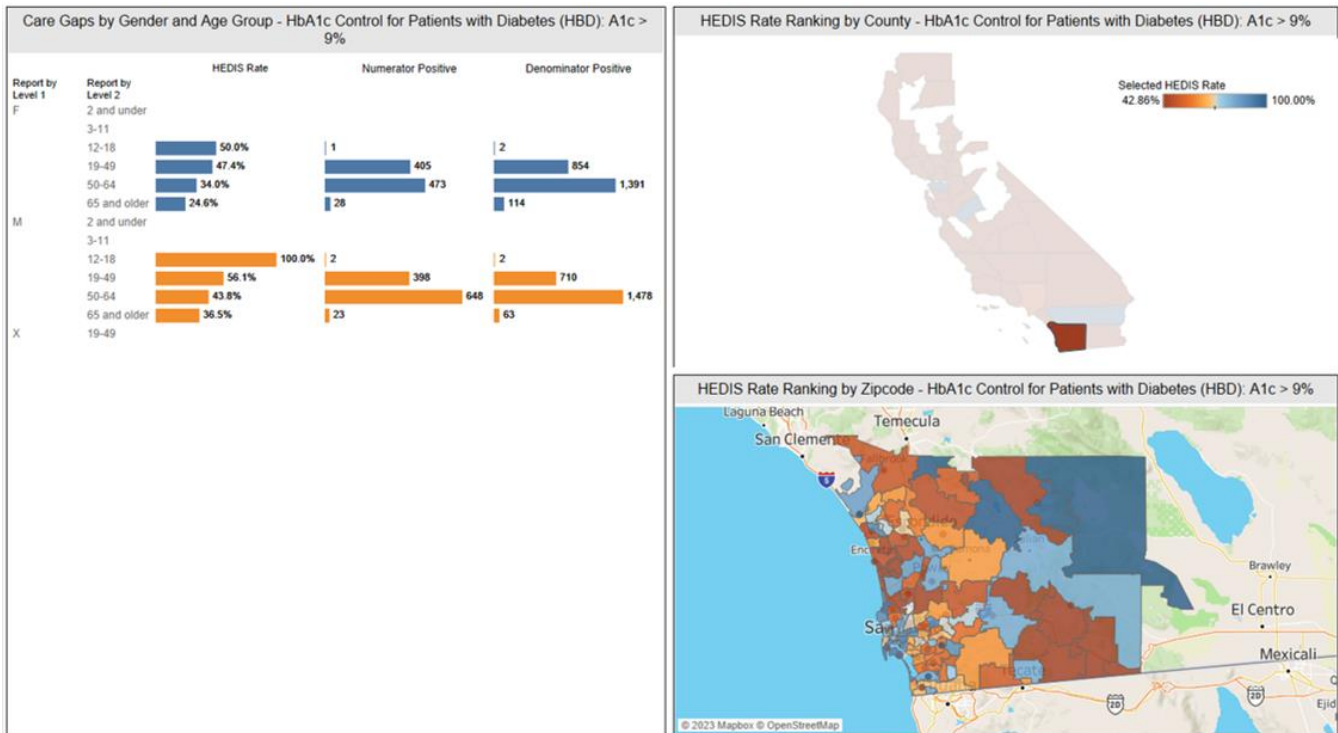 Care Gaps by Gender and Age Group - HbA1c Control for Patients with Diabetes (HBD): A1c >
9%
HEDIS Rate Numerator Positive Denominator Positive
Report by Level 1 Report by Level 2
F 2 and under
3-11
12-18 50.0% 1 2
19-49 47.4% 405 854
50-64 34.0% 473 1,391
65 and older 24.6% 28 114
M 2 and under
3-11
12-18 100.0% 2 2
19-49 56.1% 398 710
50-64 43.8% 648 1,478
65 and older 36.5% 23 63
X 19-49
HEDIS Rate Ranking by County - HbA1c Control for Patients with Diabetes (HBD): A1c > 9%
Selected HEDIS Rate
42.86% 100.00%
HEDIS Rate Ranking by Zipcode - HbA1c Control for Patients with Diabetes (HBD): A1c > 9%
Laguna Beach
Temecula
San Clemente
Fallbrook
5
Brawley
El Centro
Mexicali
2D
2D
Ejid
© 2023 Mapbox © OpenStreetMap